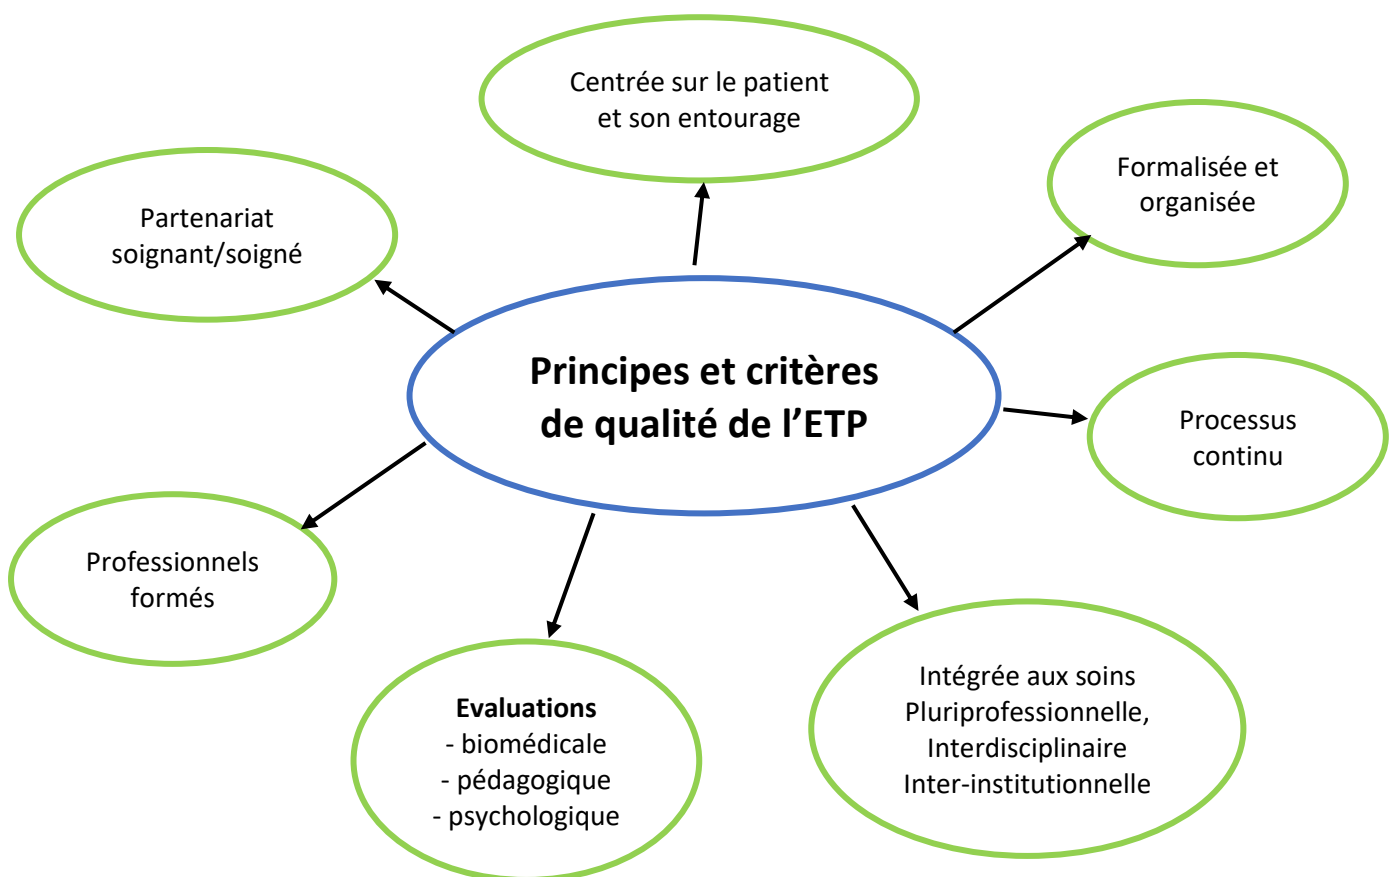 Centrée sur le patient
et son entourage
Formalisée et
organisée
Partenariat
soignant/soigné
Principes et critères
de qualité de l’ETP
Processus
continu
Professionnels
formés
Evaluations
- biomédicale
- pédagogique
- psychologique
Intégrée aux soins
Pluriprofessionnelle,
Interdisciplinaire
Inter-institutionnelle